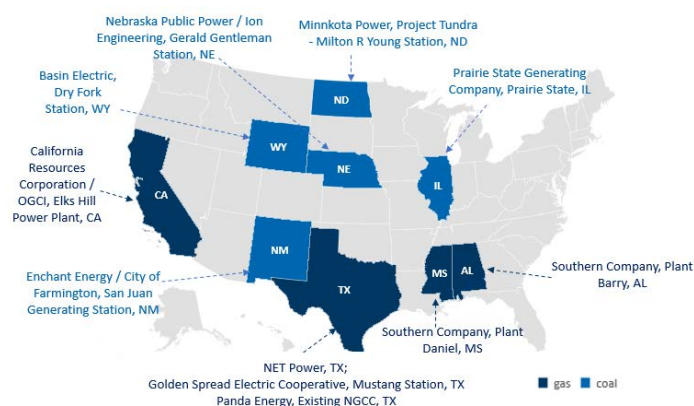 Nebraska Public Power / Ion
Engineering, Gerald Gentleman
Station, NE
Minnkota Power, Project Tundra
- Milton R Young Station, ND
Basin Electric,
Dry Fork
Station, WY
Prairie State Generating
Company, Prairie State, IL
California
Resources
Corporation /
OGCI, Elks Hill
Power Plant, CA
ND
WY
NE
IL
CA
NM
TX
MS
AL
Enchant Energy / City of
Farmington, San Juan
Generating Station, NM
Southern Company, Plant
Barry, AL
Southern Company, Plant
Daniel, MS
NET Power, TX;
Golden Spread Electric Cooperative, Mustang Station, TX
Panda Energy, Existing NGCC, TX
gas
coal